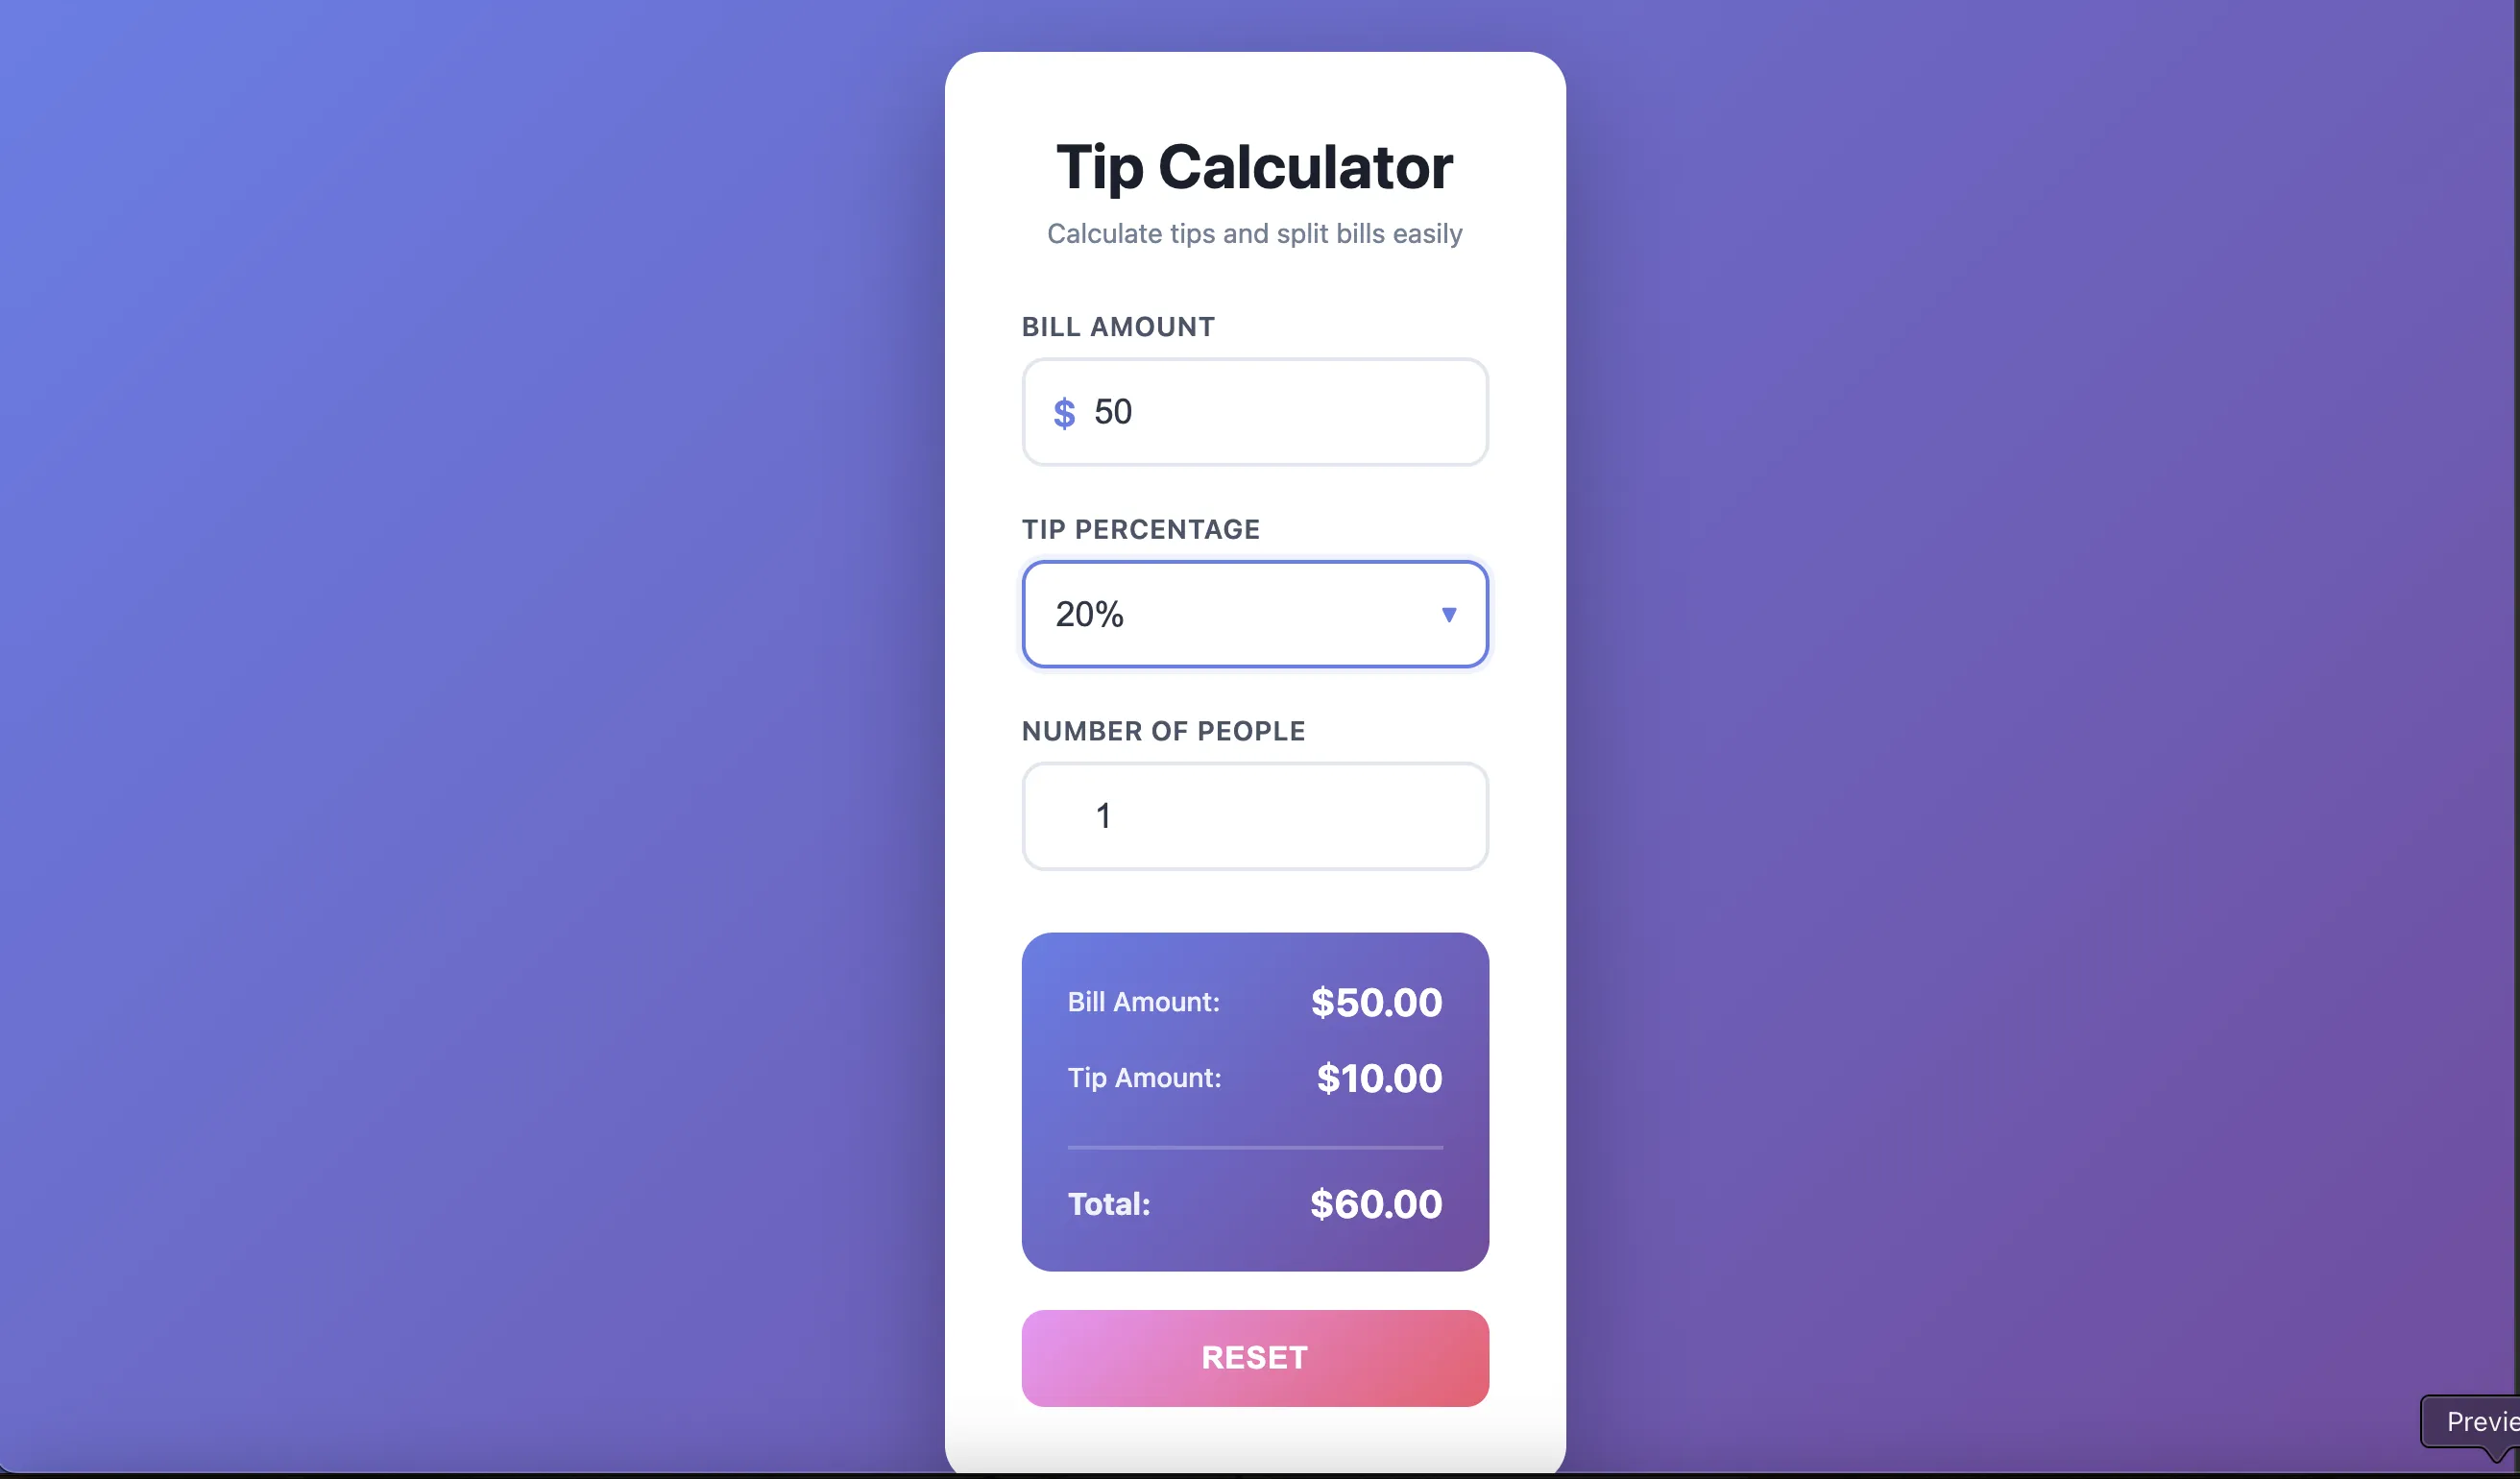 Tip Calculator
Calculate tips and split bills easily
BILL AMOUNT
$ 50
TIP PERCENTAGE
20% ▼
NUMBER OF PEOPLE
1
Bill Amount: $50.00
Tip Amount: $10.00
Total: $60.00
RESET